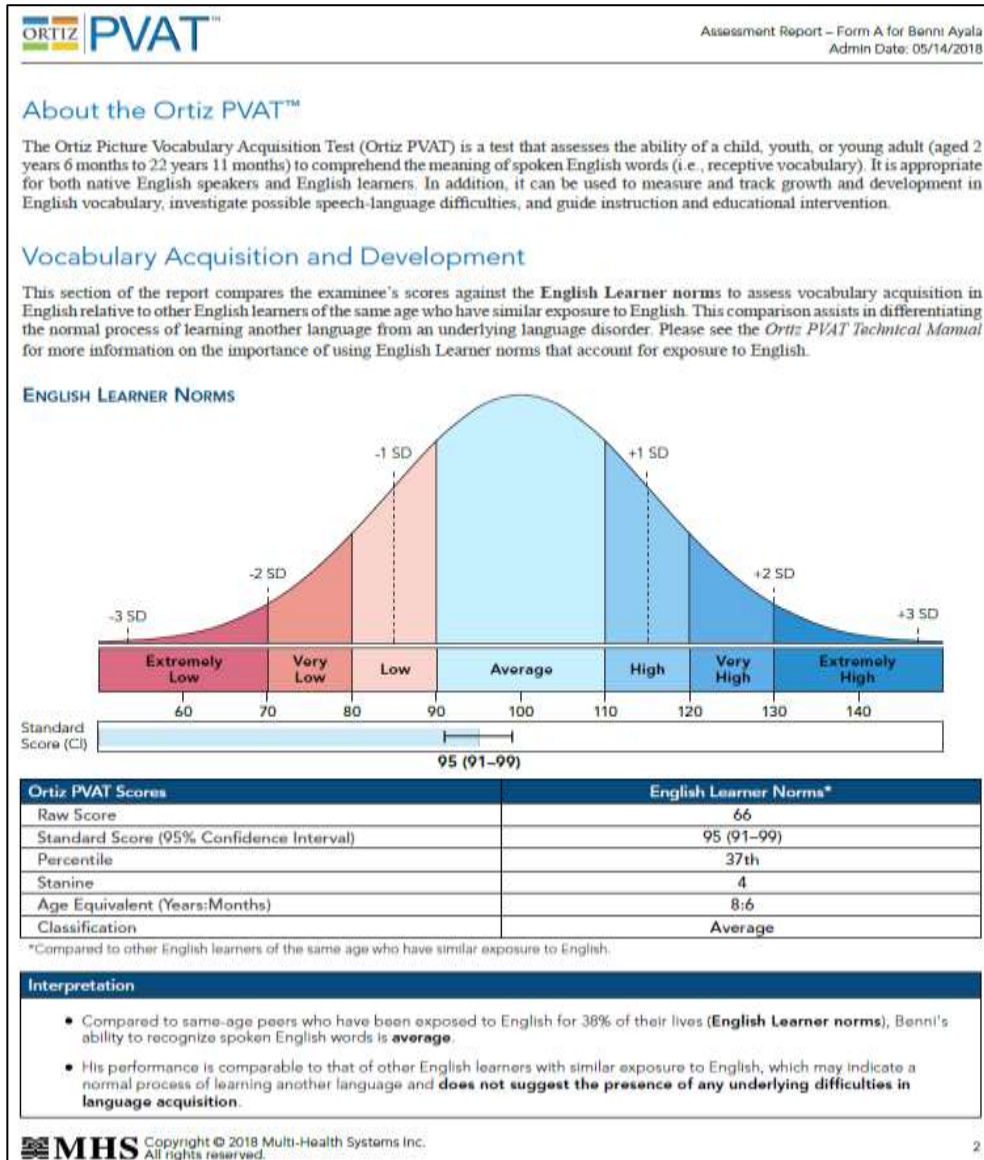 ORTIZ PVAT™
Assessment Report – Form A for Benni Ayala
Admin Date: 05/14/2018
About the Ortiz PVAT™
The Ortiz Picture Vocabulary Acquisition Test (Ortiz PVAT) is a test that assesses the ability of a child, youth, or young adult (aged 2
years 6 months to 22 years 11 months) to comprehend the meaning of spoken English words (i.e., receptive vocabulary). It is appropriate
for both native English speakers and English learners. In addition, it can be used to measure and track growth and development in
English vocabulary, investigate possible speech-language difficulties, and guide instruction and educational intervention.
Vocabulary Acquisition and Development
This section of the report compares the examinee's scores against the English Learner norms to assess vocabulary acquisition in
English relative to other English learners of the same age who have similar exposure to English. This comparison assists in differentiating
the normal process of learning another language from an underlying language disorder. Please see the Ortiz PVAT Technical Manual
for more information on the importance of using English Learner norms that account for exposure to English.
ENGLISH LEARNER NORMS
-1 SD +1 SD
-2 SD +2 SD
-3 SD +3 SD
Extremely Low Very Low Low Average High Very High Extremely High
60 70 80 90 100 110 120 130 140
Standard
Score (CI)
95 (91–99)
Ortiz PVAT Scores English Learner Norms*
Raw Score 66
Standard Score (95% Confidence Interval) 95 (91–99)
Percentile 37th
Stanine 4
Age Equivalent (Years:Months) 8:6
Classification Average
*Compared to other English learners of the same age who have similar exposure to English.
Interpretation
• Compared to same-age peers who have been exposed to English for 38% of their lives (English Learner norms), Benni's
ability to recognize spoken English words is average.
• His performance is comparable to that of other English learners with similar exposure to English, which may indicate a
normal process of learning another language and does not suggest the presence of any underlying difficulties in
language acquisition.
MHS Copyright © 2018 Multi-Health Systems Inc.
All rights reserved.
2